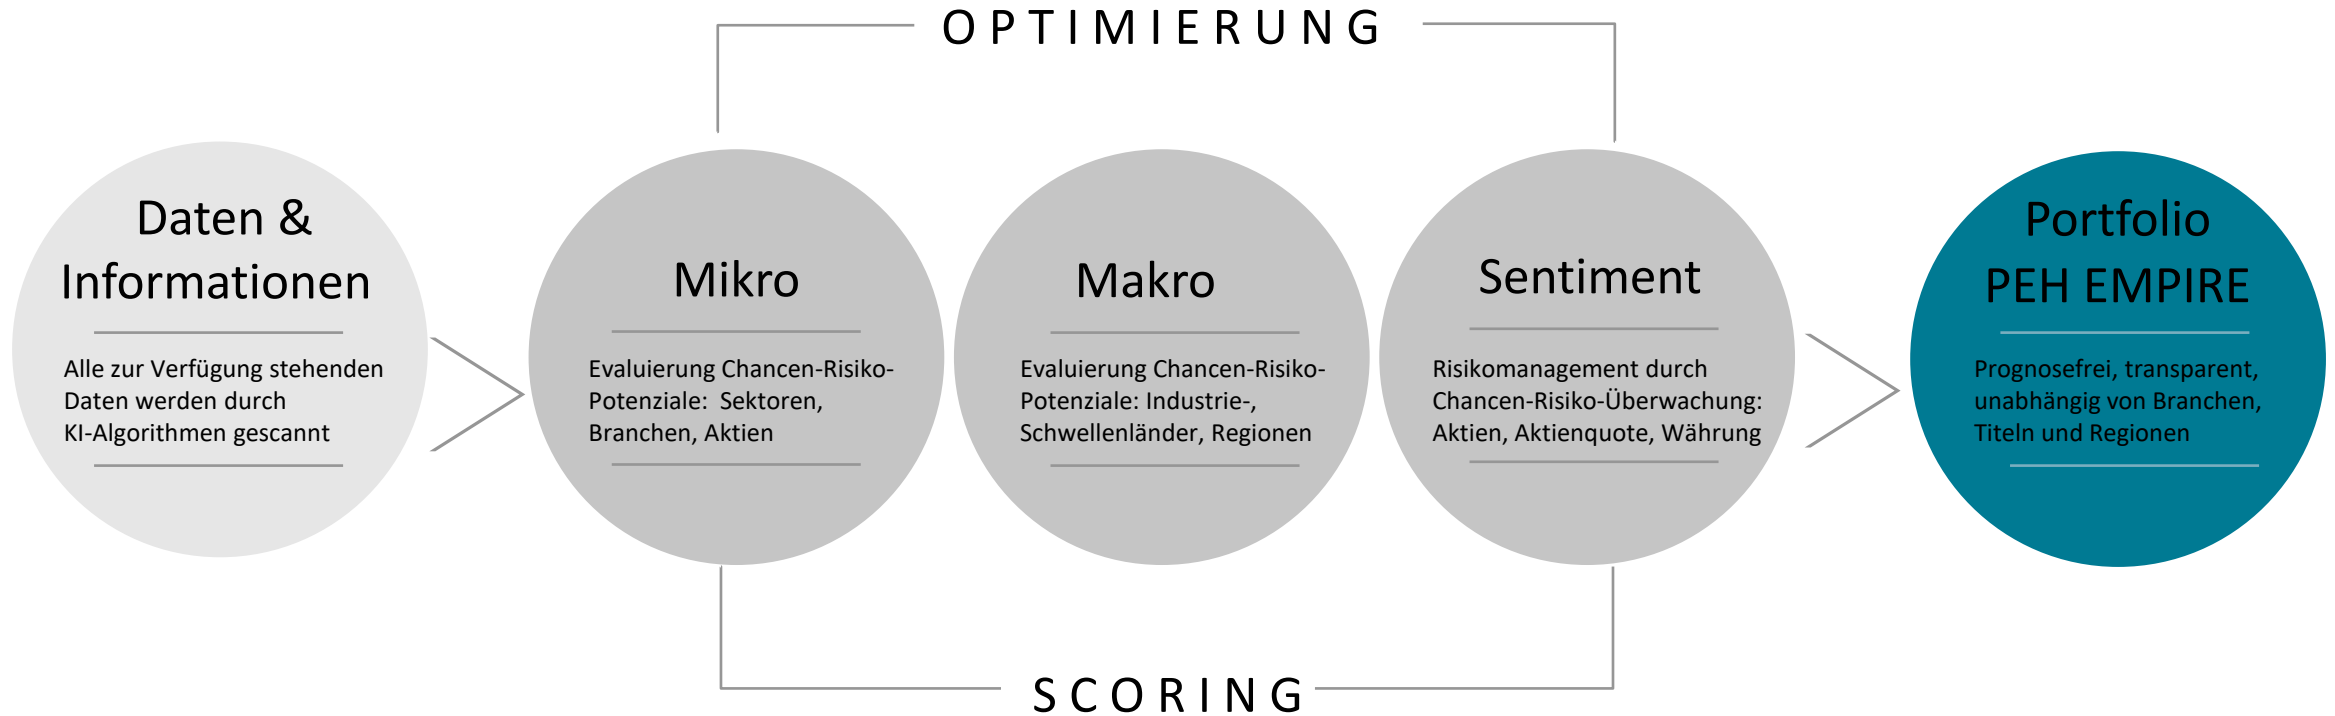 OPTIMIERUNG
Daten &
Informationen
Alle zur Verfügung stehenden
Daten werden durch
KI-Algorithmen gescannt
Mikro
Evaluierung Chancen-Risiko-
Potenziale:  Sektoren,
Branchen, Aktien
Makro
Evaluierung Chancen-Risiko-
Potenziale: Industrie-,
Schwellenländer, Regionen
Sentiment
Risikomanagement durch
Chancen-Risiko-Überwachung:
Aktien, Aktienquote, Währung
Portfolio
PEH EMPIRE
Prognosefrei, transparent,
unabhängig von Branchen,
Titeln und Regionen
SCORING